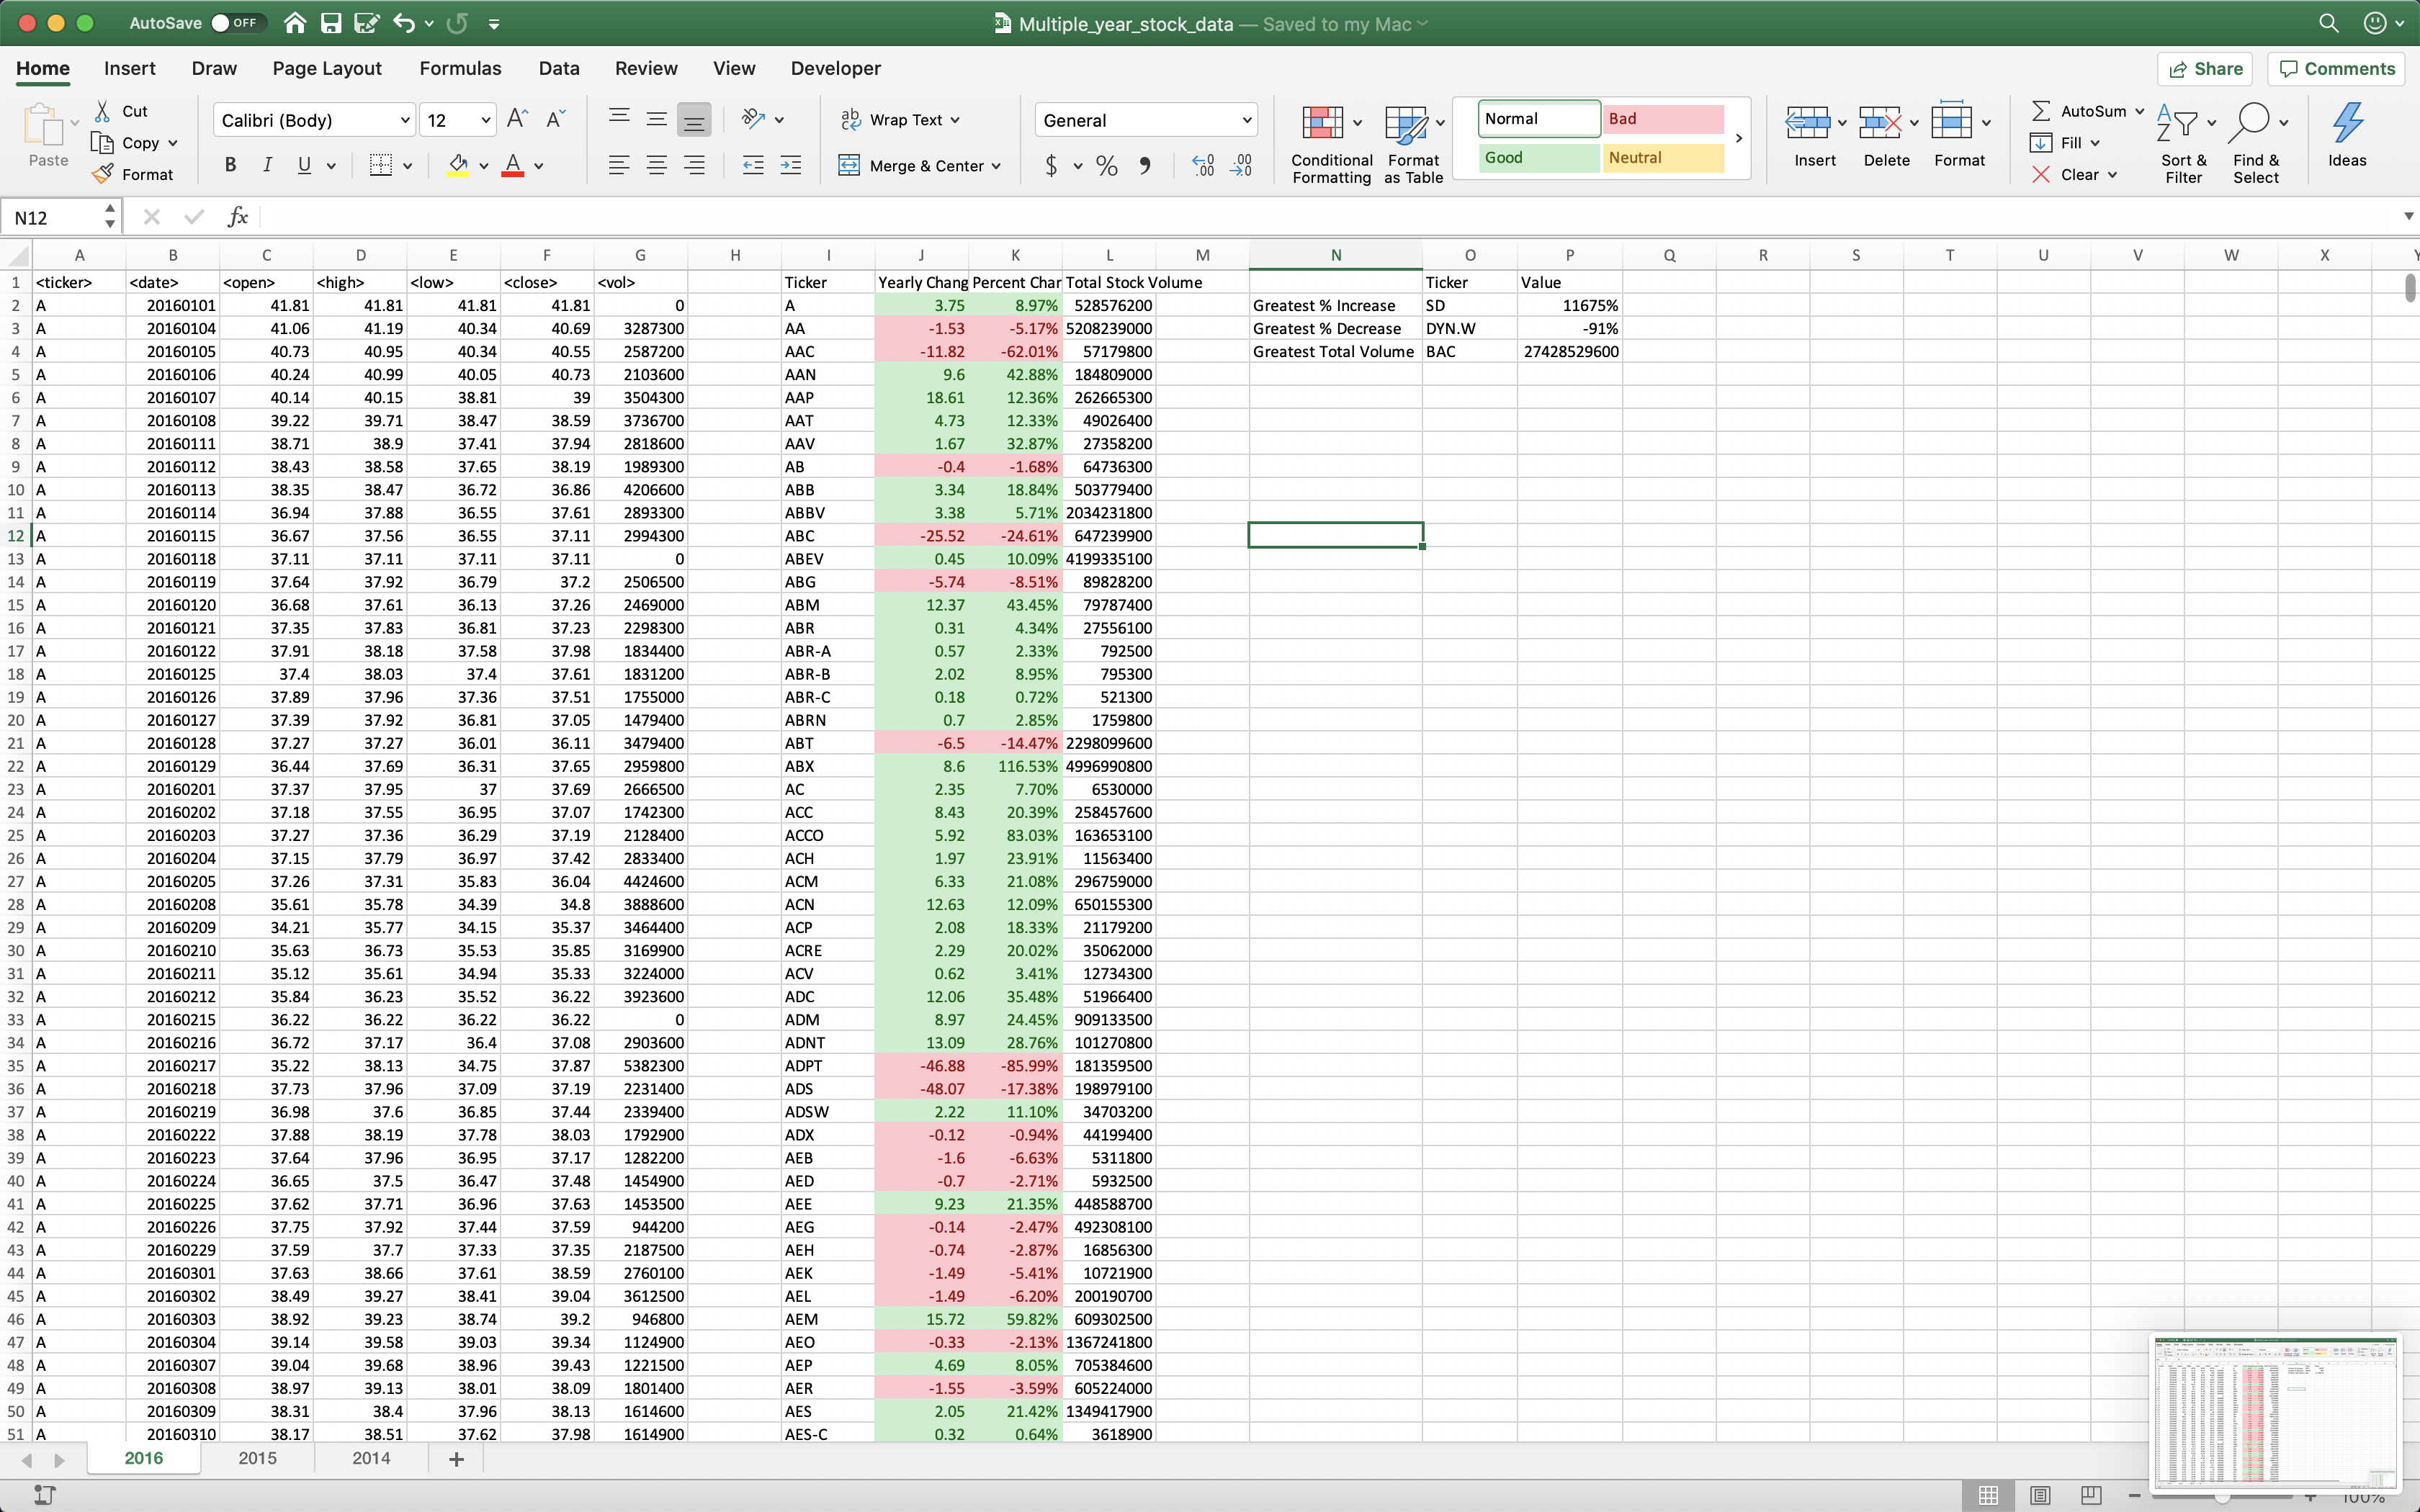 AutoSave OFF Multiple_year_stock_data — Saved to my Mac
Home Insert Draw Page Layout Formulas Data Review View Developer Share Comments
Paste Cut Copy Format Calibri (Body) 12 A A B I U A ab Wrap Text Merge & Center General $ % Conditional Formatting Format as Table Normal Bad Good Neutral Insert Delete Format AutoSum Fill Clear Sort & Filter Find & Select Ideas
N12 fx
A B C D E F G H I J K L M N O P Q R S T U V W X
1 <ticker> <date> <open> <high> <low> <close> <vol> Ticker Yearly Chang Percent Char Total Stock Volume Ticker Value
2 A 20160101 41.81 41.81 41.81 41.81 0 A 3.75 8.97% 528576200 Greatest % Increase SD 11675%
3 A 20160104 41.06 41.19 40.34 40.69 3287300 AA -1.53 -5.17% 5208239000 Greatest % Decrease DYN.W -91%
4 A 20160105 40.73 40.95 40.34 40.55 2587200 AAC -11.82 -62.01% 57179800 Greatest Total Volume BAC 27428529600
5 A 20160106 40.24 40.99 40.05 40.73 2103600 AAN 9.6 42.88% 184809000
6 A 20160107 40.14 40.15 38.81 39 3504300 AAP 18.61 12.36% 262665300
7 A 20160108 39.22 39.71 38.47 38.59 3736700 AAT 4.73 12.33% 49026400
8 A 20160111 38.71 38.9 37.41 37.94 2818600 AAV 1.67 32.87% 27358200
9 A 20160112 38.43 38.58 37.65 38.19 1989300 AB -0.4 -1.68% 64736300
10 A 20160113 38.35 38.47 36.72 36.86 4206600 ABB 3.34 18.84% 503779400
11 A 20160114 36.94 37.88 36.55 37.61 2893300 ABBV 3.38 5.71% 2034231800
12 A 20160115 36.67 37.56 36.55 37.11 2994300 ABC -25.52 -24.61% 647239900
13 A 20160118 37.11 37.11 37.11 37.11 0 ABEV 0.45 10.09% 4199335100
14 A 20160119 37.64 37.92 36.79 37.2 2506500 ABG -5.74 -8.51% 89828200
15 A 20160120 36.68 37.61 36.13 37.26 2469000 ABM 12.37 43.45% 79787400
16 A 20160121 37.35 37.83 36.81 37.23 2298300 ABR 0.31 4.34% 27556100
17 A 20160122 37.91 38.18 37.58 37.98 1834400 ABR-A 0.57 2.33% 792500
18 A 20160125 37.4 38.03 37.4 37.61 1831200 ABR-B 2.02 8.95% 795300
19 A 20160126 37.89 37.96 37.36 37.51 1755000 ABR-C 0.18 0.72% 521300
20 A 20160127 37.39 37.92 36.81 37.05 1479400 ABRN 0.7 2.85% 1759800
21 A 20160128 37.27 37.27 36.01 36.11 3479400 ABT -6.5 -14.47% 2298099600
22 A 20160129 36.44 37.69 36.31 37.65 2959800 ABX 8.6 116.53% 4996990800
23 A 20160201 37.37 37.95 37 37.69 2666500 AC 2.35 7.70% 6530000
24 A 20160202 37.18 37.55 36.95 37.07 1742300 ACC 8.43 20.39% 258457600
25 A 20160203 37.27 37.36 36.29 37.19 2128400 ACCO 5.92 83.03% 163653100
26 A 20160204 37.15 37.79 36.97 37.42 2833400 ACH 1.97 23.91% 11563400
27 A 20160205 37.26 37.31 35.83 36.04 4424600 ACM 6.33 21.08% 296759000
28 A 20160208 35.61 35.78 34.39 34.8 3888600 ACN 12.63 12.09% 650155300
29 A 20160209 34.21 35.77 34.15 35.37 3464400 ACP 2.08 18.33% 21179200
30 A 20160210 35.63 36.73 35.53 35.85 3169900 ACRE 2.29 20.02% 35062000
31 A 20160211 35.12 35.61 34.94 35.33 3224000 ACV 0.62 3.41% 12734300
32 A 20160212 35.84 36.23 35.52 36.22 3923600 ADC 12.06 35.48% 51966400
33 A 20160215 36.22 36.22 36.22 36.22 0 ADM 8.97 24.45% 909133500
34 A 20160216 36.72 37.17 36.4 37.08 2903600 ADNT 13.09 28.76% 101270800
35 A 20160217 35.22 38.13 34.75 37.87 5382300 ADPT -46.88 -85.99% 181359500
36 A 20160218 37.73 37.96 37.09 37.19 2231400 ADS -48.07 -17.38% 198979100
37 A 20160219 36.98 37.6 36.85 37.44 2339400 ADSW 2.22 11.10% 34703200
38 A 20160222 37.88 38.19 37.78 38.03 1792900 ADX -0.12 -0.94% 44199400
39 A 20160223 37.64 37.96 36.95 37.17 1282200 AEB -1.6 -6.63% 5311800
40 A 20160224 36.65 37.5 36.47 37.48 1454900 AED -0.7 -2.71% 5932500
41 A 20160225 37.62 37.71 36.96 37.63 1453500 AEE 9.23 21.35% 448588700
42 A 20160226 37.75 37.92 37.44 37.59 944200 AEG -0.14 -2.47% 492308100
43 A 20160229 37.59 37.7 37.33 37.35 2187500 AEH -0.74 -2.87% 16856300
44 A 20160301 37.63 38.66 37.61 38.59 2760100 AEK -1.49 -5.41% 10721900
45 A 20160302 38.49 39.27 38.41 39.04 3612500 AEL -1.49 -6.20% 200190700
46 A 20160303 38.92 39.23 38.74 39.2 946800 AEM 15.72 59.82% 609302500
47 A 20160304 39.14 39.58 39.03 39.34 1124900 AEO -0.33 -2.13% 1367241800
48 A 20160307 39.04 39.68 38.96 39.43 1221500 AEP 4.69 8.05% 705384600
49 A 20160308 38.97 39.13 38.01 38.09 1801400 AER -1.55 -3.59% 605224000
50 A 20160309 38.31 38.4 37.96 38.13 1614600 AES 2.05 21.42% 1349417900
51 A 20160310 38.17 38.51 37.62 37.98 1614900 AES-C 0.32 0.64% 3618900
2016 2015 2014 +
100%